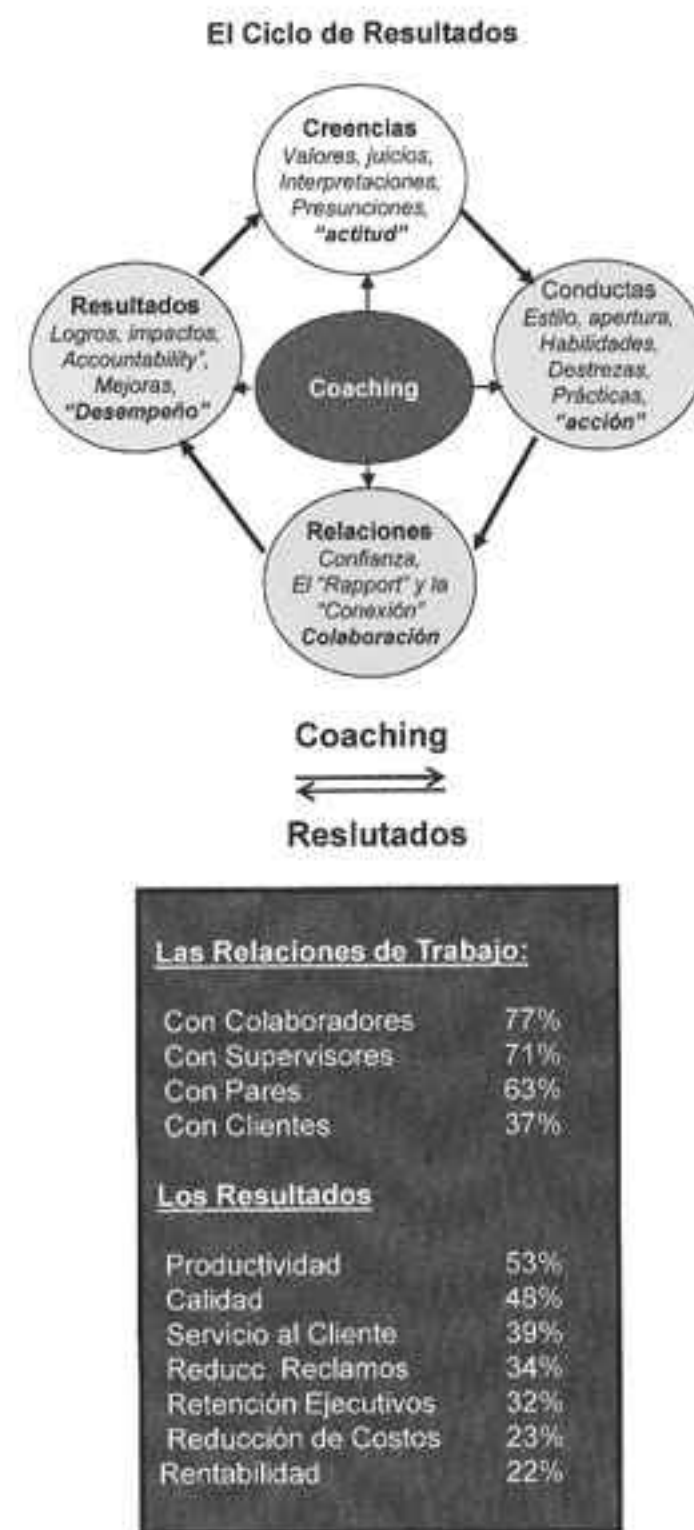 El Ciclo de Resultados
Creencias
Valores, juicios,
Interpretaciones,
Presunciones,
"actitud"
Resultados
Logros, impactos,
Accountability",
Mejoras,
"Desempeño"
Coaching
Conductas
Estilo, apertura,
Habilidades,
Destrezas,
Prácticas,
"acción"
Relaciones
Confianza,
El "Rapport" y la
"Conexión"
Colaboración
Coaching
Reslutados
Las Relaciones de Trabajo:
Con Colaboradores 77%
Con Supervisores 71%
Con Pares 63%
Con Clientes 37%
Los Resultados
Productividad 53%
Calidad 48%
Servicio al Cliente 39%
Reducc. Reclamos 34%
Retención Ejecutivos 32%
Reducción de Costos 23%
Rentabilidad 22%